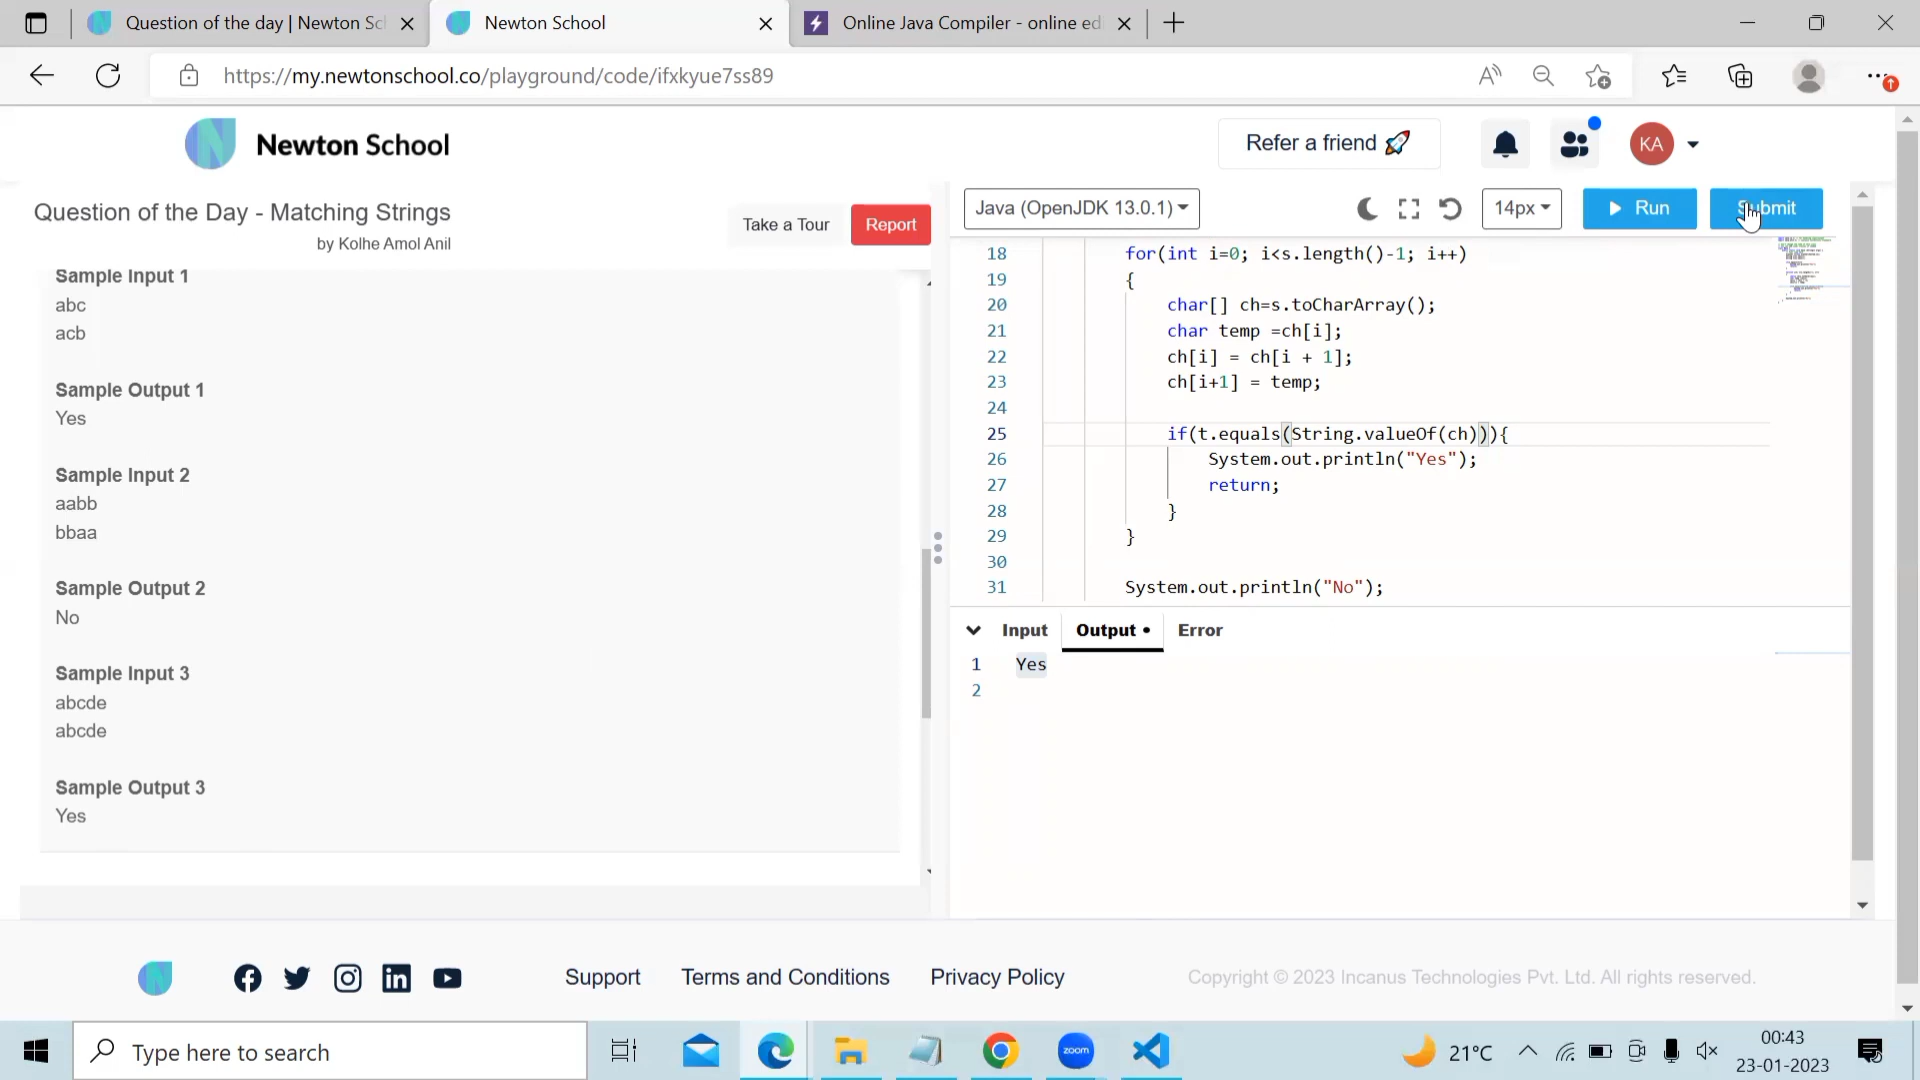 Question of the day | Newton Sc
Newton School
Online Java Compiler - online ed
https://my.newtonschool.co/playground/code/ifxkyue7ss89
Newton School
Refer a friend 🚀
KA
Question of the Day - Matching Strings
by Kolhe Amol Anil
Take a Tour
Report
Java (OpenJDK 13.0.1)
14px
Run
Submit
Sample Input 1
abc
acb
Sample Output 1
Yes
Sample Input 2
aabb
bbaa
Sample Output 2
No
Sample Input 3
abcde
abcde
Sample Output 3
Yes
18 for(int i=0; i<s.length()-1; i++)
19 {
20 char[] ch=s.toCharArray();
21 char temp =ch[i];
22 ch[i] = ch[i + 1];
23 ch[i+1] = temp;
24
25 if(t.equals(String.valueOf(ch))){
26 System.out.println("Yes");
27 return;
28 }
29 }
30
31 System.out.println("No");
Input
Output •
Error
1 Yes
2
Support
Terms and Conditions
Privacy Policy
Copyright © 2023 Incanus Technologies Pvt. Ltd. All rights reserved.
Type here to search
zoom
21°C
00:43
23-01-2023